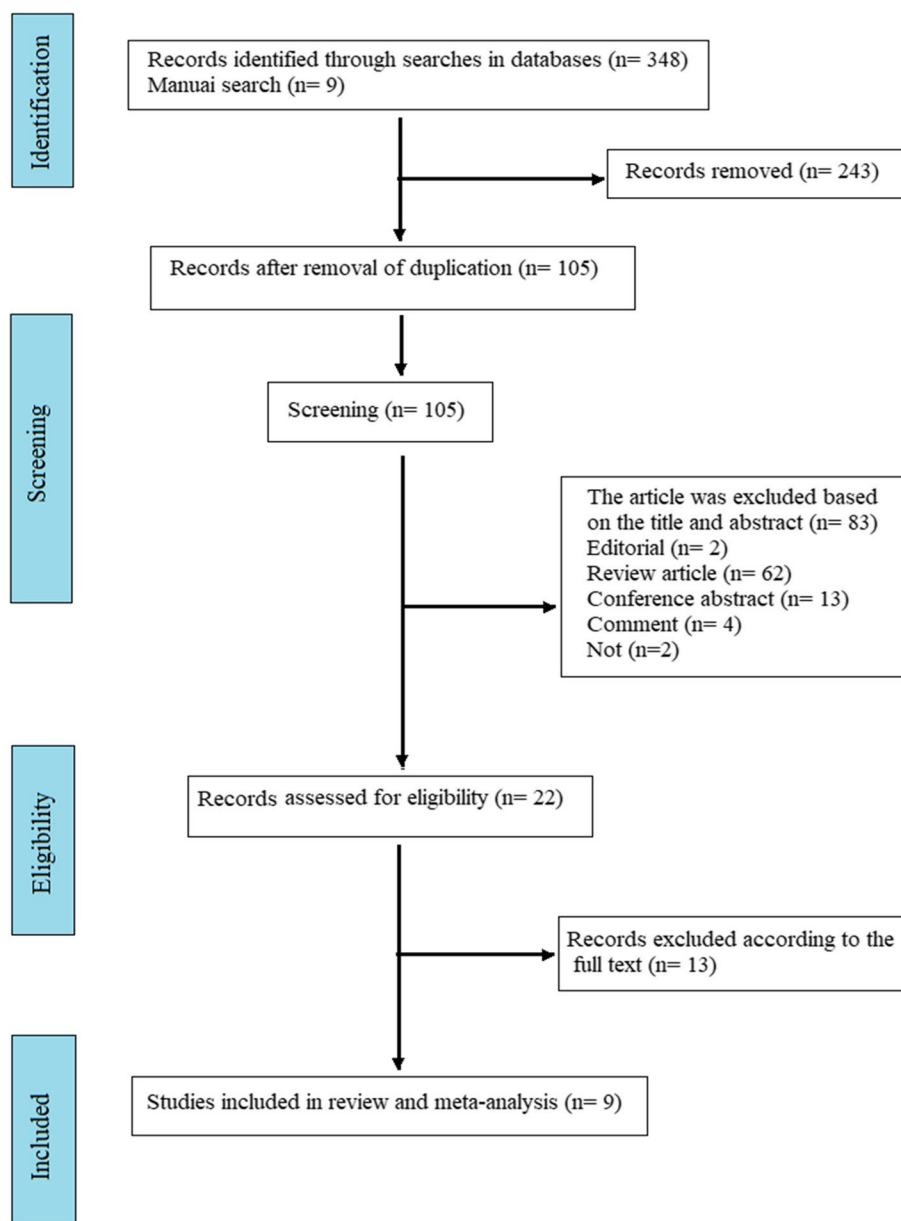 Identification
Records identified through searches in databases (n= 348)
Manuai search (n= 9)
Records removed (n= 243)
Records after removal of duplication (n= 105)
Screening
Screening (n= 105)
The article was excluded based
on the title and abstract (n= 83)
Editorial (n= 2)
Review article (n= 62)
Conference abstract (n= 13)
Comment (n= 4)
Not (n=2)
Eligibility
Records assessed for eligibility (n= 22)
Records excluded according to the
full text (n= 13)
Included
Studies included in review and meta-analysis (n= 9)